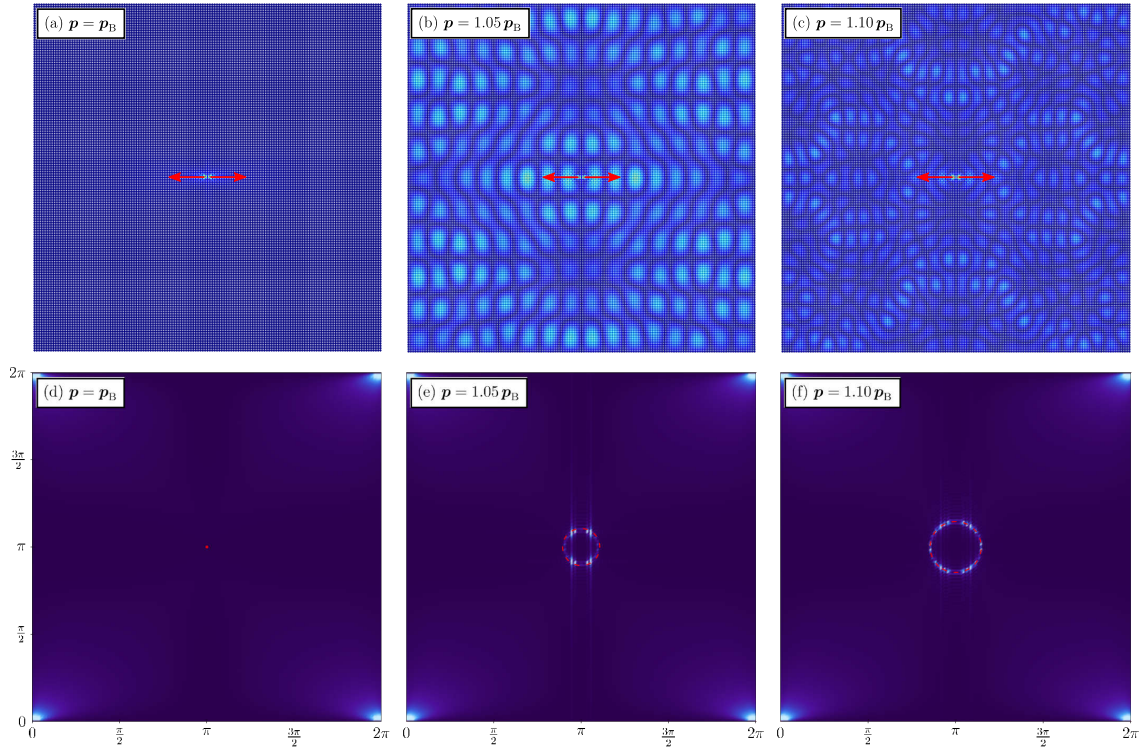 (a) p = p_B
(b) p = 1.05 p_B
(c) p = 1.10 p_B
(d) p = p_B
(e) p = 1.05 p_B
(f) p = 1.10 p_B
2π
3π/2
π
π/2
0
0 π/2 π 3π/2 2π
0 π/2 π 3π/2 2π
0 π/2 π 3π/2 2π